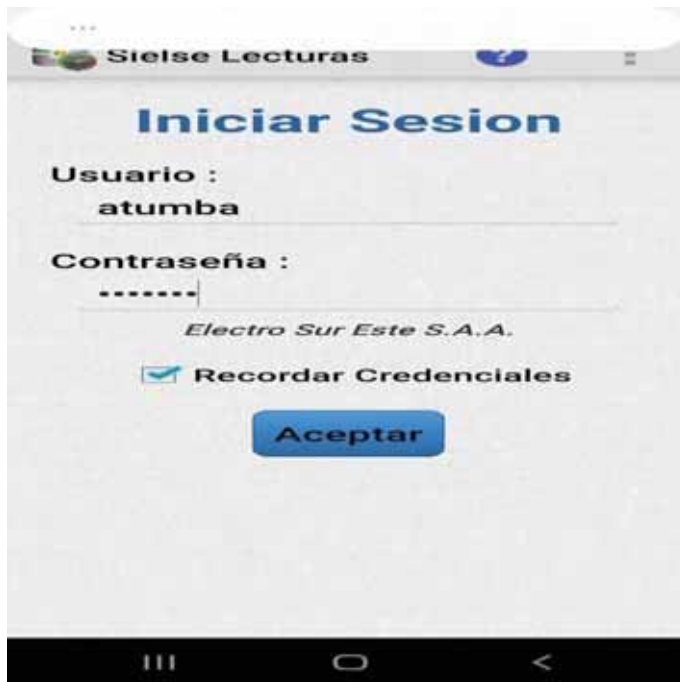 ...
Sielse Lecturas
?
Iniciar Sesion
Usuario :
atumba
Contraseña :
•••••••
Electro Sur Este S.A.A.
Recordar Credenciales
Aceptar